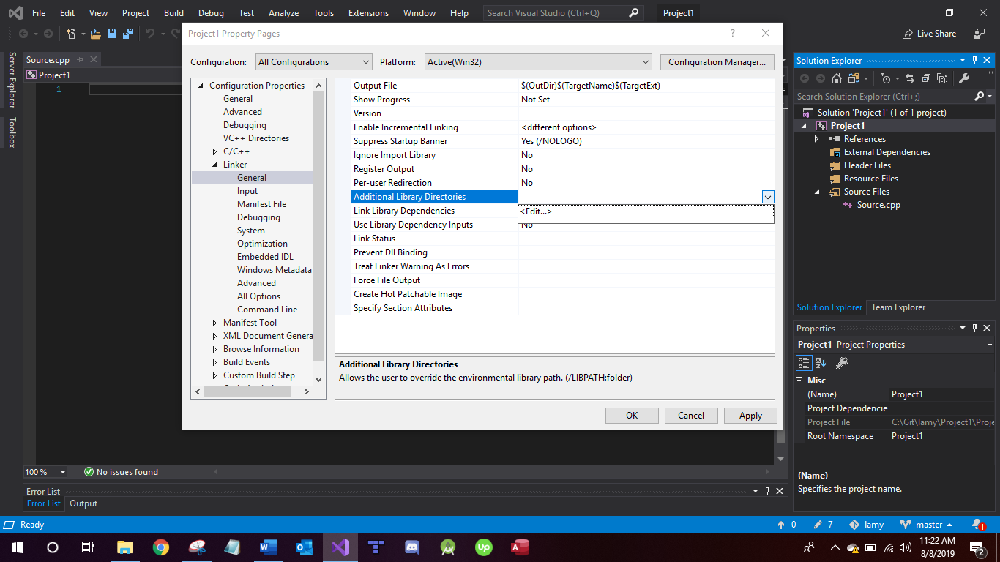 File Edit View Project Build Debug Test Analyze Tools Extensions Window Help Search Visual Studio (Ctrl+Q) Project1
Live Share
Server Explorer
Toolbox
Source.cpp
Project1
1
Project1 Property Pages
Configuration: All Configurations Platform: Active(Win32) Configuration Manager...
Configuration Properties
General
Advanced
Debugging
VC++ Directories
C/C++
Linker
General
Input
Manifest File
Debugging
System
Optimization
Embedded IDL
Windows Metadata
Advanced
All Options
Command Line
Manifest Tool
XML Document Genera
Browse Information
Build Events
Custom Build Step
Output File $(OutDir)$(TargetName)$(TargetExt)
Show Progress Not Set
Version
Enable Incremental Linking <different options>
Suppress Startup Banner Yes (/NOLOGO)
Ignore Import Library No
Register Output No
Per-user Redirection No
Additional Library Directories
Link Library Dependencies <Edit...>
Use Library Dependency Inputs No
Link Status
Prevent Dll Binding
Treat Linker Warning As Errors
Force File Output
Create Hot Patchable Image
Specify Section Attributes
Additional Library Directories
Allows the user to override the environmental library path. (/LIBPATH:folder)
OK Cancel Apply
Solution Explorer
Search Solution Explorer (Ctrl+;)
Solution 'Project1' (1 of 1 project)
Project1
References
External Dependencies
Header Files
Resource Files
Source Files
Source.cpp
Solution Explorer Team Explorer
Properties
Project1 Project Properties
Misc
(Name) Project1
Project Dependencie
Project File C:\Git\lamy\Project1\Proje
Root Namespace Project1
(Name)
Specifies the project name.
100 % No issues found
Error List
Error List Output
Ready 0 7 lamy master 1
11:22 AM
8/8/2019
2